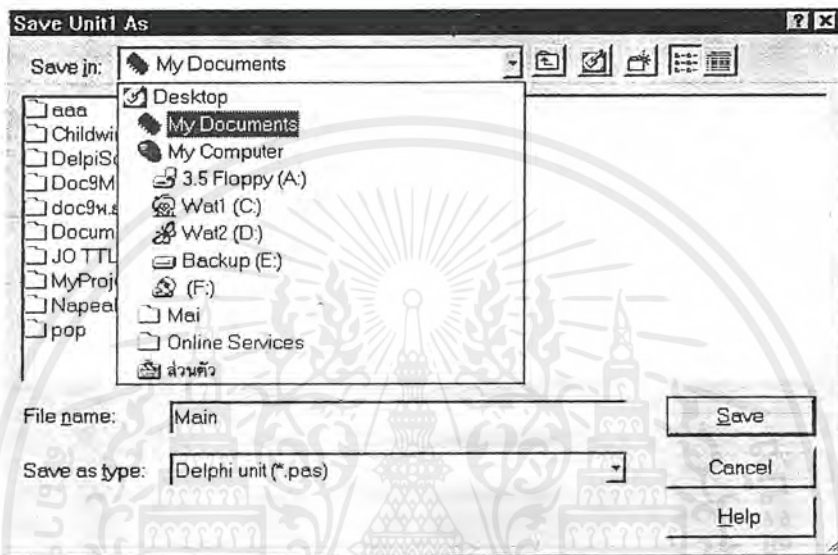 Save Unit1 As
Save in: My Documents
Desktop
My Documents
My Computer
3.5 Floppy (A:)
Wat1 (C:)
Wat2 (D:)
Backup (E:)
(F:)
Mai
Online Services
ส่วนตัว
aaa
Childwi
DelpiSc
Doc9M
Docum
JO TTL
MyProj
Napeal
pop
File name: Main
Save
Save as type: Delphi unit (*.pas)
Cancel
Help